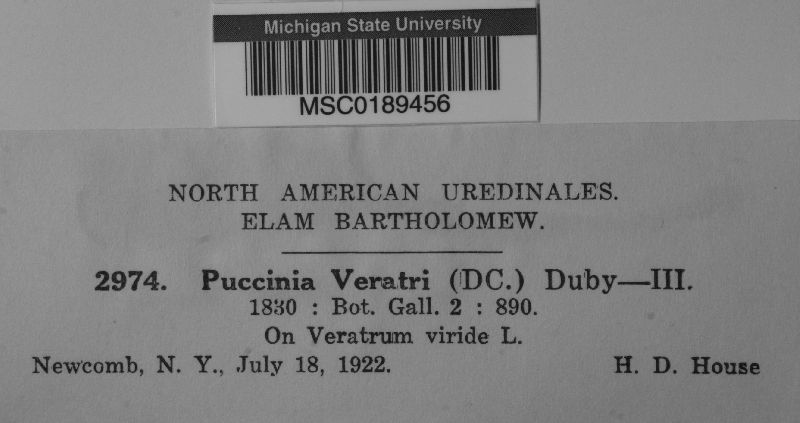 Michigan State University
MSC0189456
NORTH AMERICAN UREDINALES.
ELAM BARTHOLOMEW.
2974. Puccinia Veratri (DC.) Duby—III.
1830 : Bot. Gall. 2 : 890.
On Veratrum viride L.
Newcomb, N. Y., July 18, 1922. H. D. House